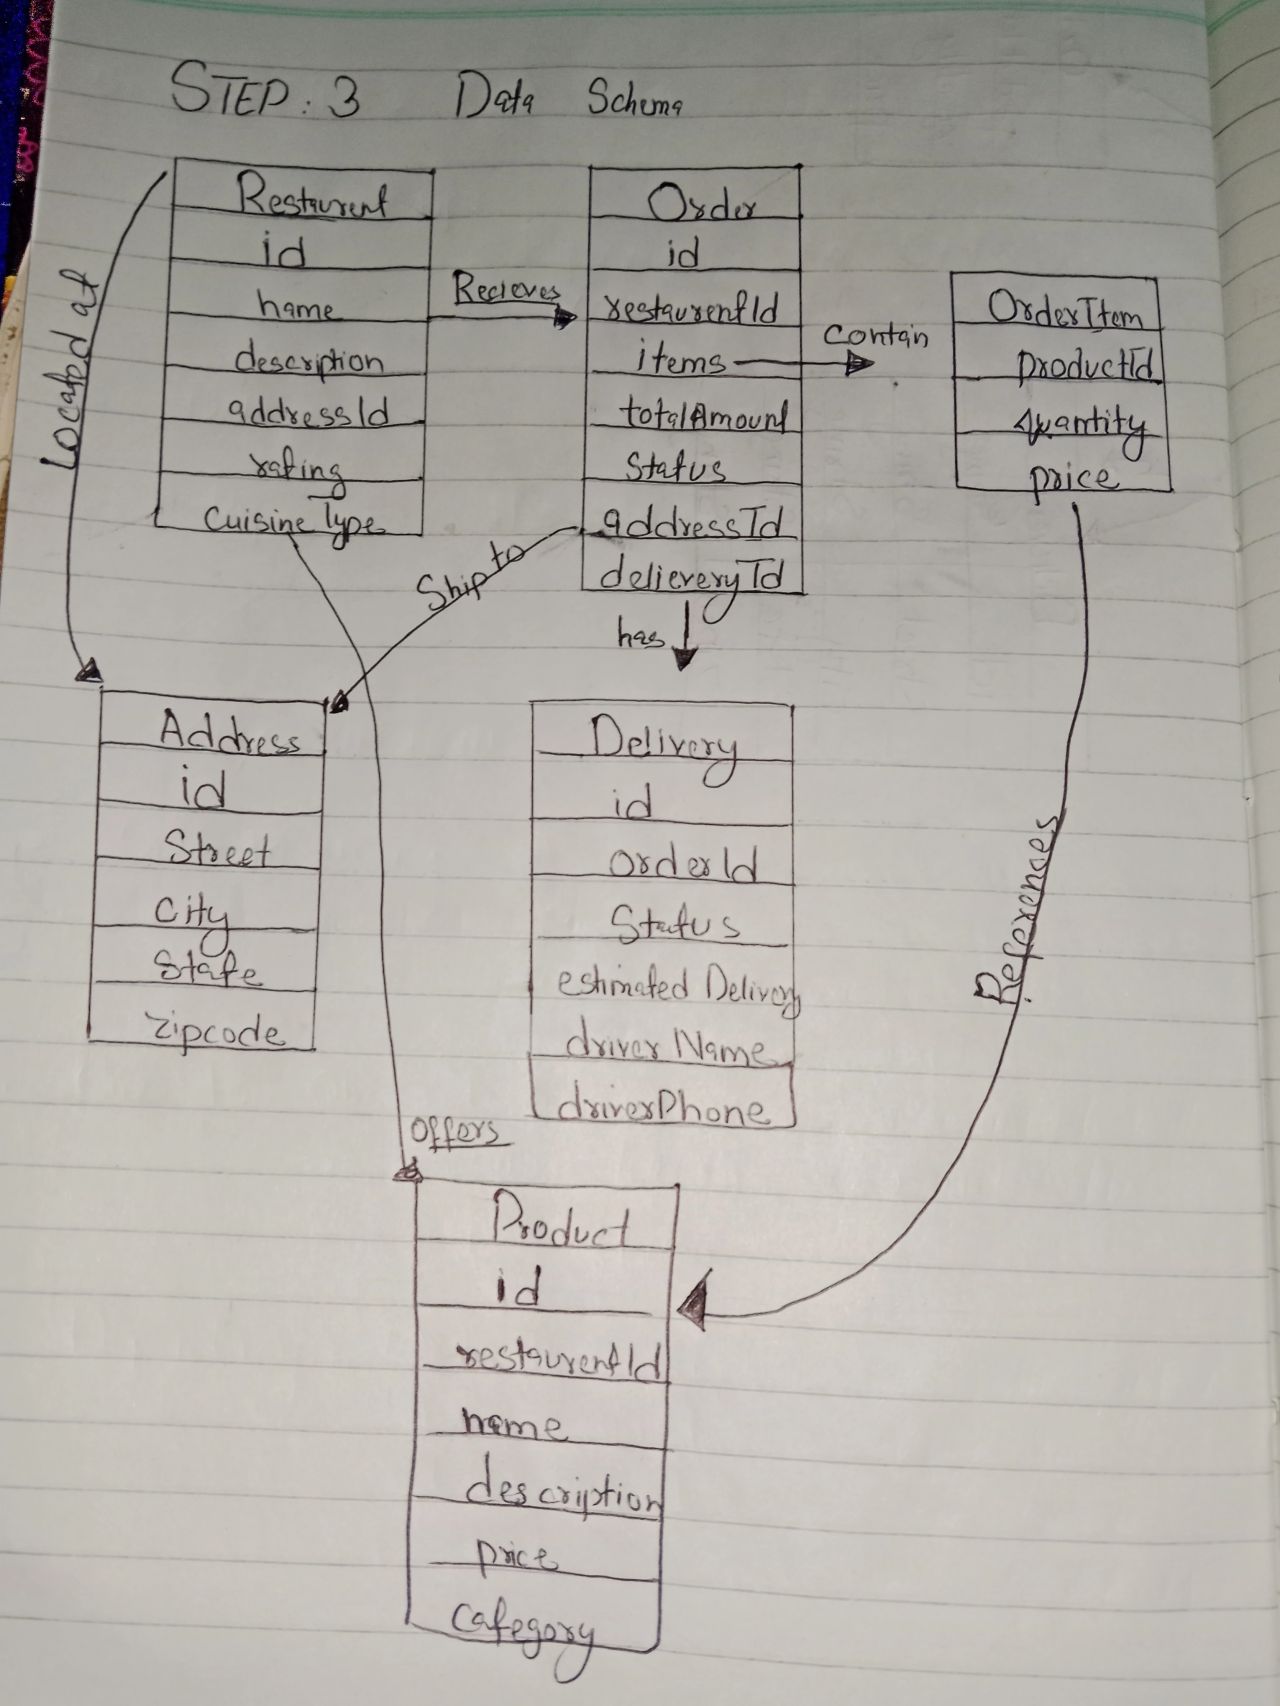 STEP : 3 Data Schema
Restaurent
id
name
description
addressId
rating
Cuisine Type
Recieves
Order
id
restaurentId
items
totalAmount
Status
addressId
delieveryId
Contain
OrderItem
productId
quantity
price
Located at
Ship to
has
Address
id
Street
City
State
Zipcode
Delivery
id
orderId
Status
estimated Delivery
driverName
driverPhone
References
Offers
Product
id
restaurentId
name
description
price
Category